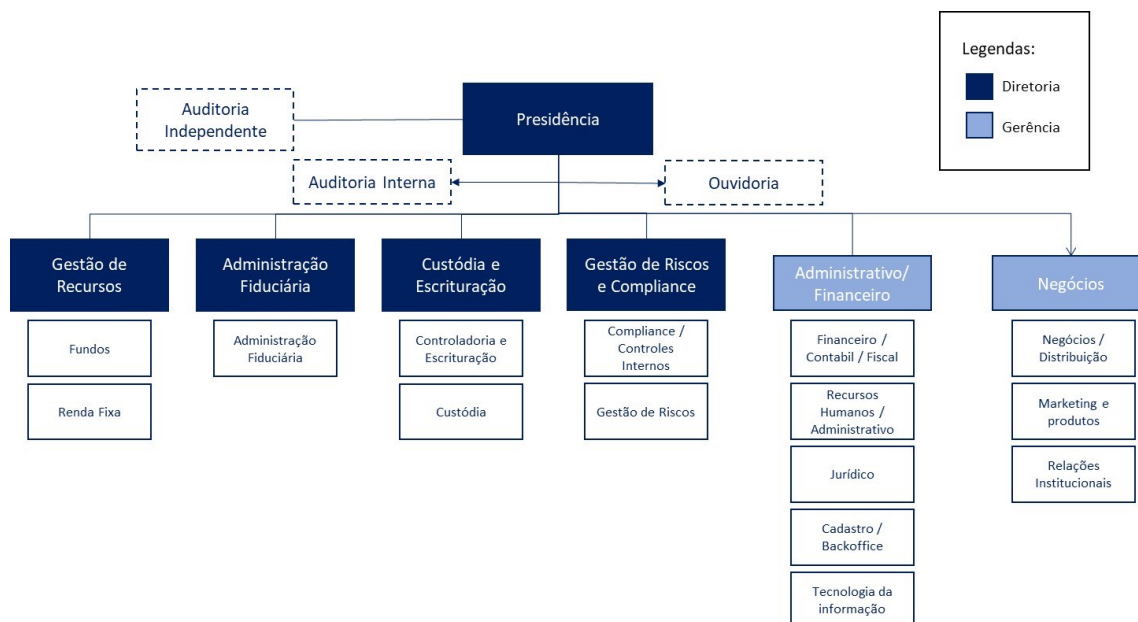 Legendas:
Diretoria
Gerência
Auditoria
Independente
Presidência
Auditoria Interna
Ouvidoria
Gestão de
Recursos
Fundos
Renda Fixa
Administração
Fiduciária
Administração
Fiduciária
Custódia e
Escrituração
Controladoria e
Escrituração
Custódia
Gestão de Riscos
e Compliance
Compliance /
Controles
Internos
Gestão de Riscos
Administrativo/
Financeiro
Financeiro /
Contabil / Fiscal
Recursos
Humanos /
Administrativo
Jurídico
Cadastro /
Backoffice
Tecnologia da
informação
Negócios
Negócios /
Distribuição
Marketing e
produtos
Relações
Institucionais